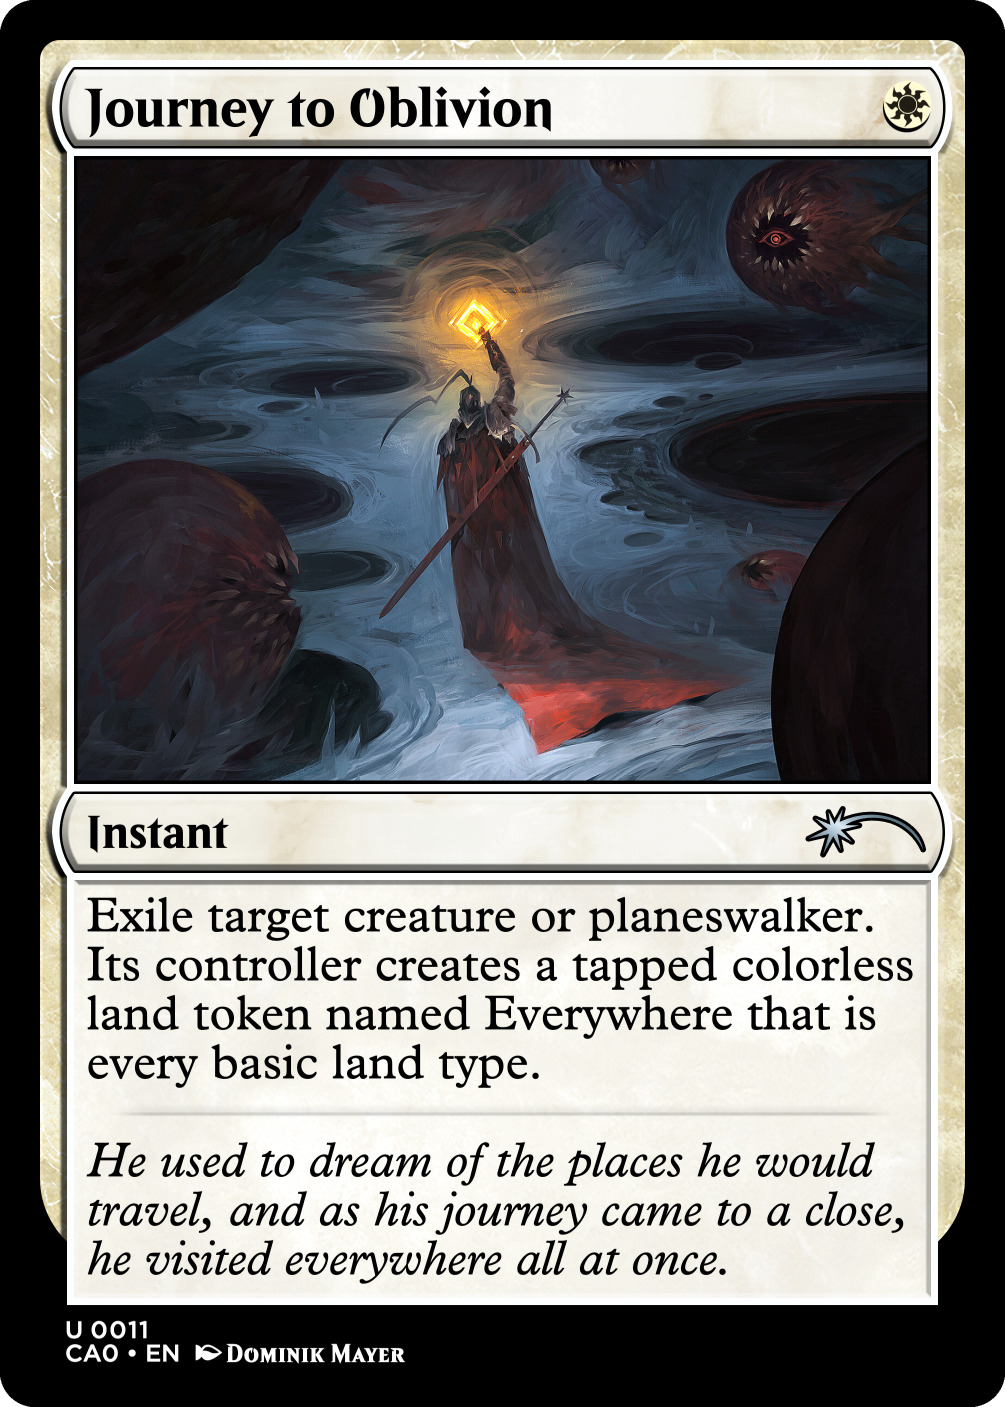 Journey to Oblivion
Instant
Exile target creature or planeswalker.
Its controller creates a tapped colorless
land token named Everywhere that is
every basic land type.
He used to dream of the places he would
travel, and as his journey came to a close,
he visited everywhere all at once.
U 0011
CAO • EN Dominik Mayer